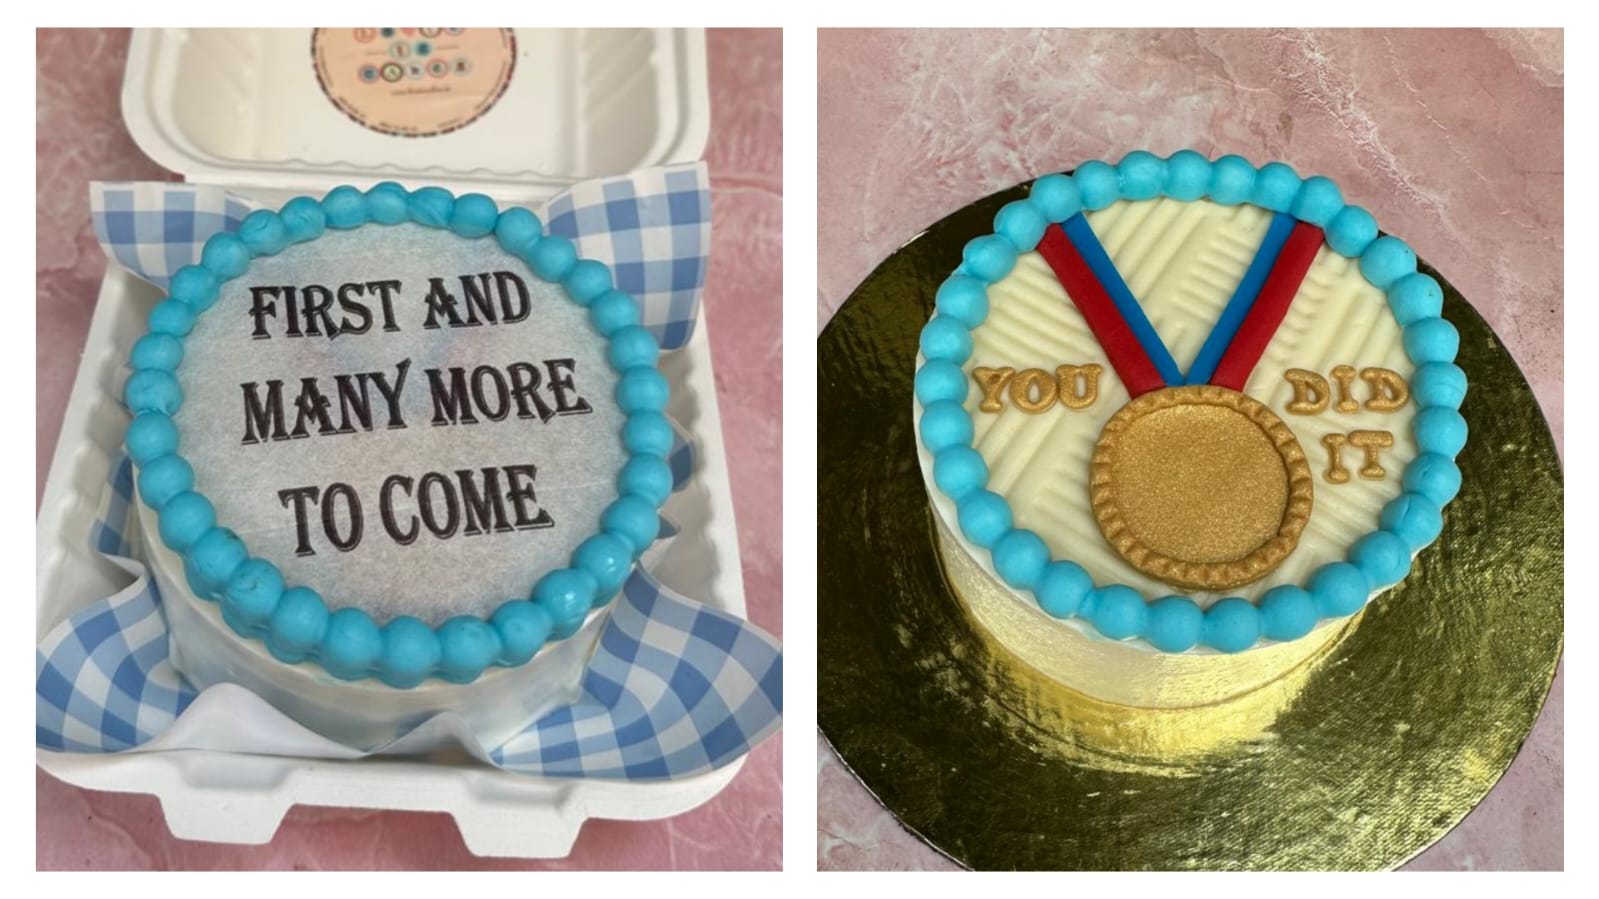 FIRST AND
MANY MORE
TO COME
YOU
DID
IT